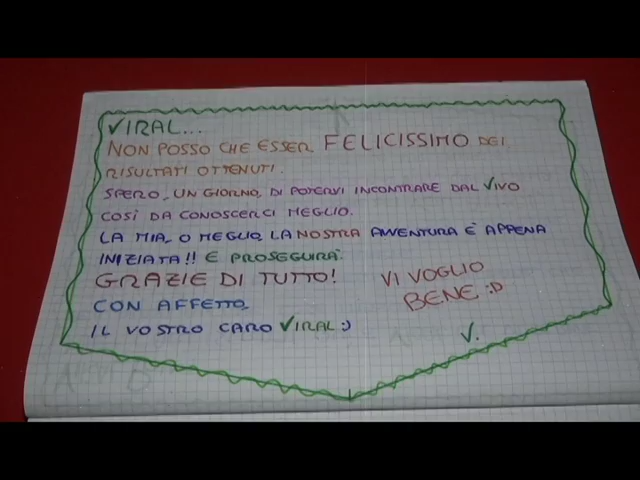 VIRAL...
NON POSSO CHE ESSER FELICISSIMO DEI
RISULTATI OTTENUTI.
SPERO, UN GIORNO, DI POTERVI INCONTRARE DAL VIVO
COSÌ DA CONOSCERCI MEGLIO.
LA MIA, O MEGLIO, LA NOSTRA AVVENTURA È APPENA
INIZIATA!! E PROSEGUIRÀ.
GRAZIE DI TUTTO!
CON AFFETTO,
IL VOSTRO CARO VIRAL :)
VI VOGLIO
BENE :D
V.